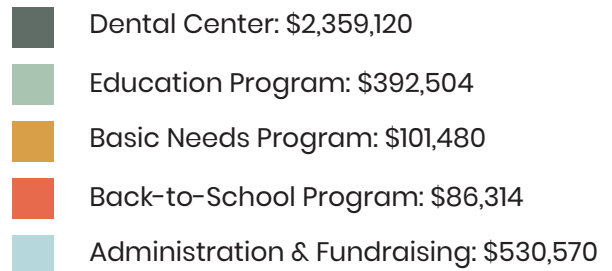 Dental Center: $2,359,120
Education Program: $392,504
Basic Needs Program: $101,480
Back-to-School Program: $86,314
Administration & Fundraising: $530,570